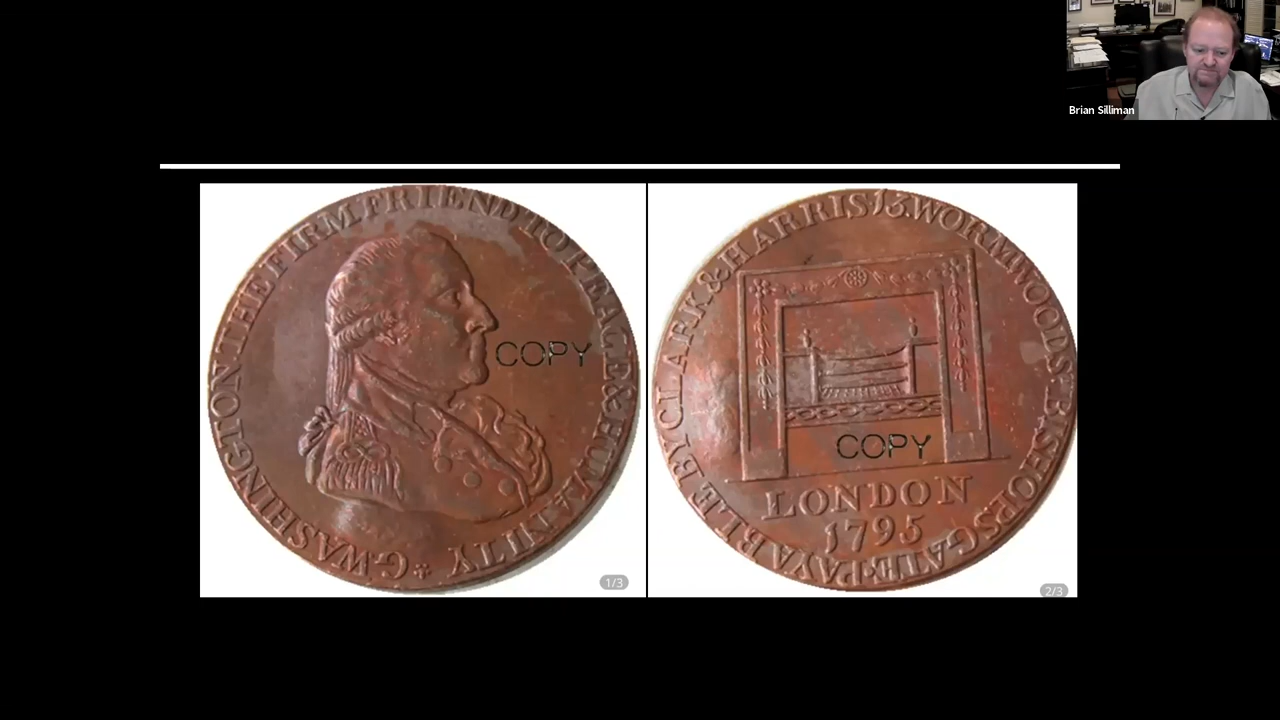 Brian Silliman
G.WASHINGTON THE FIRM FRIEND TO PEACE & HUMANITY
COPY
1/3
PAYABLE BY CLARK & HARRIS 13.WORMWOOD St. BISHOPSGATE
COPY
LONDON
1795
2/3